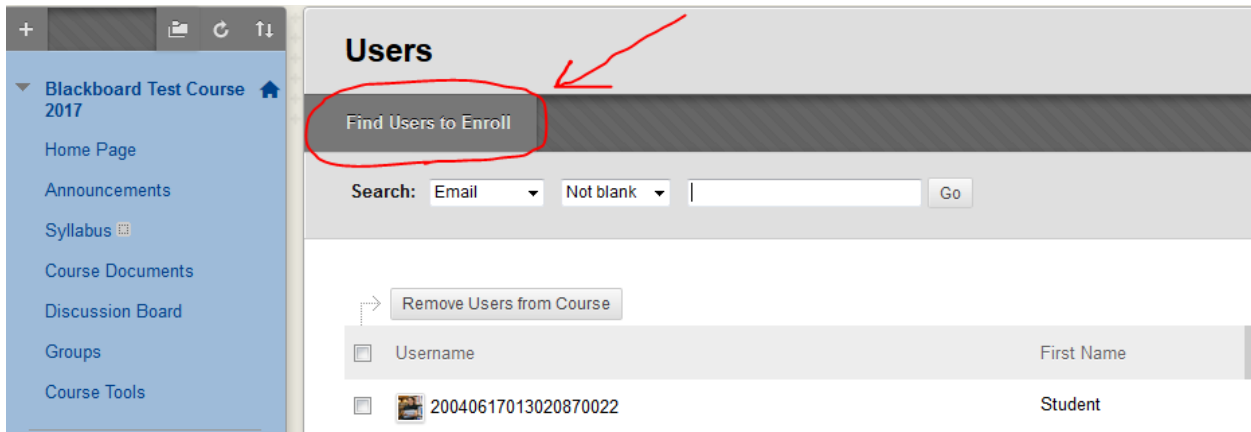 Blackboard Test Course
2017
Home Page
Announcements
Syllabus
Course Documents
Discussion Board
Groups
Course Tools
Users
Find Users to Enroll
Search: Email Not blank Go
Remove Users from Course
Username First Name
20040617013020870022 Student